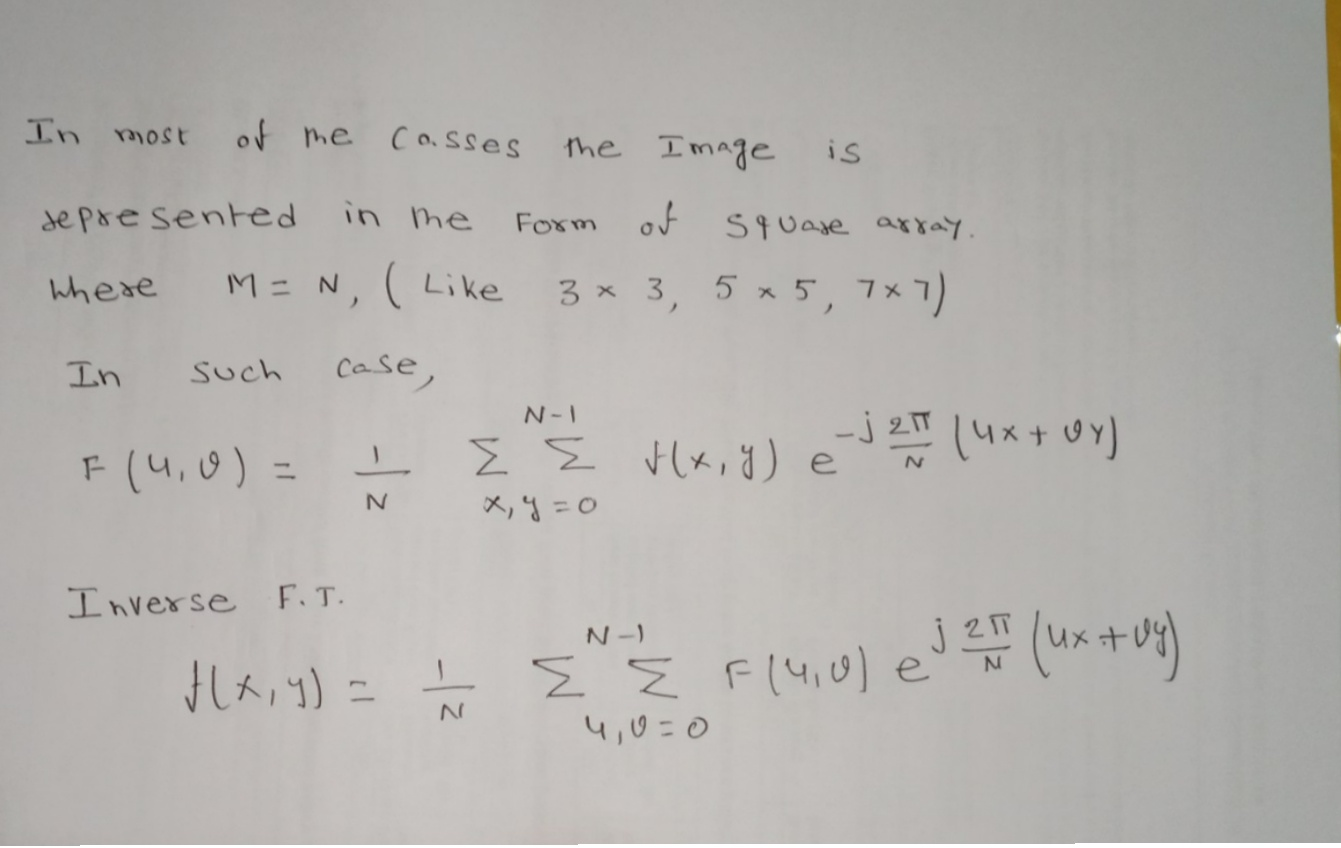 In most of the Casses the Image is
represented in the Form of square array.
Where M = N, ( Like 3 × 3, 5 × 5, 7×7)
In such case,
F (u, v) = 1/N Σ Σ_{x, y = 0}^{N-1} f(x, y) e^{-j 2π/N (ux + vy)}
Inverse F.T.
f(x, y) = 1/N Σ Σ_{u, v = 0}^{N-1} F(u, v) e^{j 2π/N (ux + vy)}